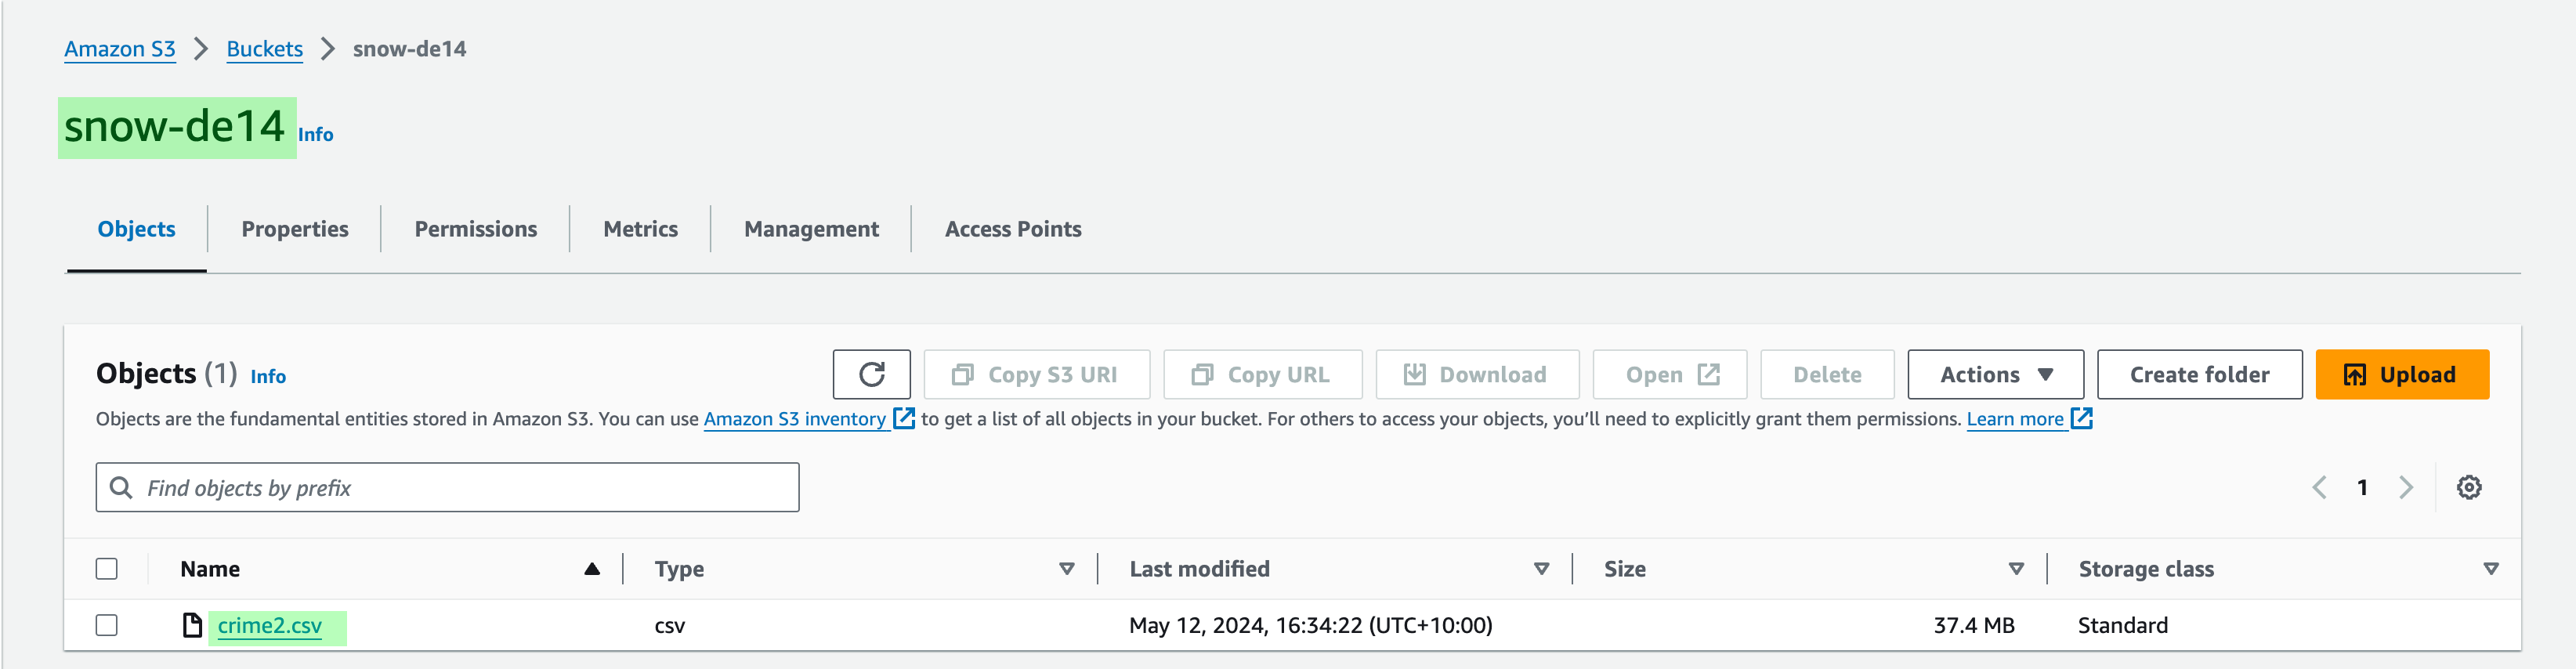 Amazon S3 > Buckets > snow-de14
snow-de14 Info
Objects Properties Permissions Metrics Management Access Points
Objects (1) Info Copy S3 URI Copy URL Download Open Delete Actions Create folder Upload
Objects are the fundamental entities stored in Amazon S3. You can use Amazon S3 inventory to get a list of all objects in your bucket. For others to access your objects, you’ll need to explicitly grant them permissions. Learn more
Find objects by prefix 1
Name Type Last modified Size Storage class
crime2.csv csv May 12, 2024, 16:34:22 (UTC+10:00) 37.4 MB Standard